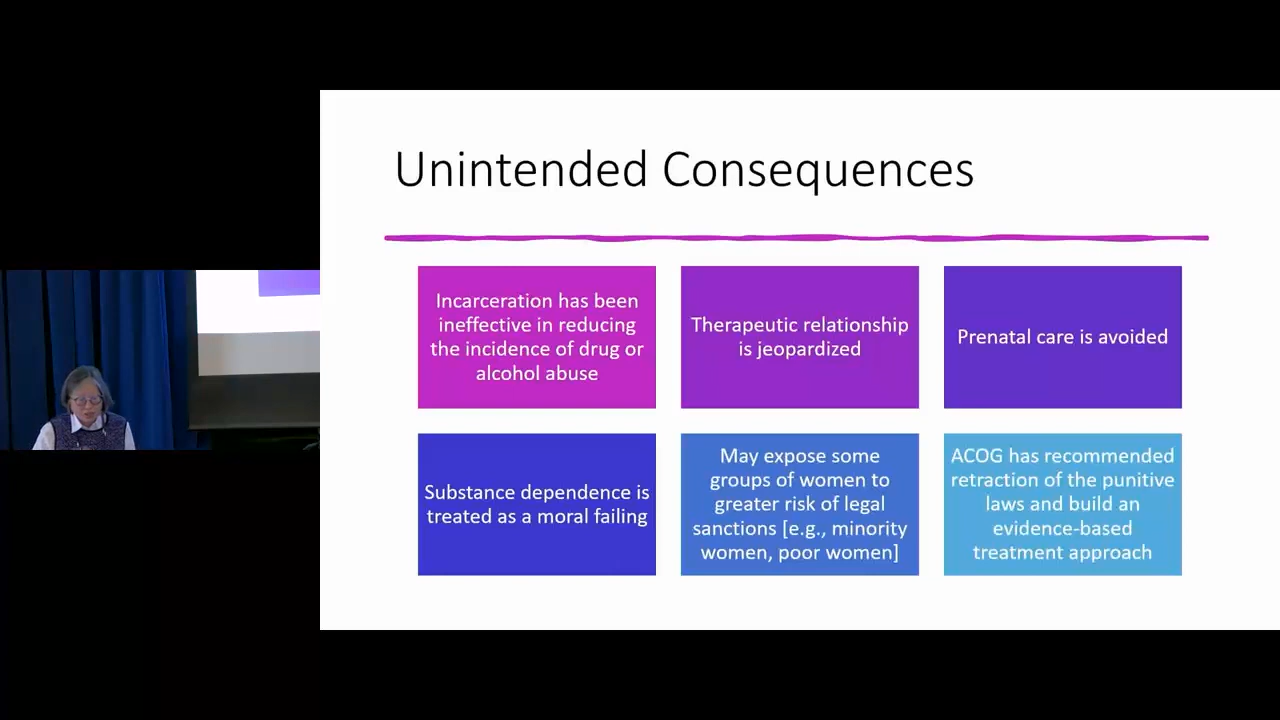 Unintended Consequences
Incarceration has been
ineffective in reducing
the incidence of drug or
alcohol abuse
Therapeutic relationship
is jeopardized
Prenatal care is avoided
Substance dependence is
treated as a moral failing
May expose some
groups of women to
greater risk of legal
sanctions [e.g., minority
women, poor women]
ACOG has recommended
retraction of the punitive
laws and build an
evidence-based
treatment approach